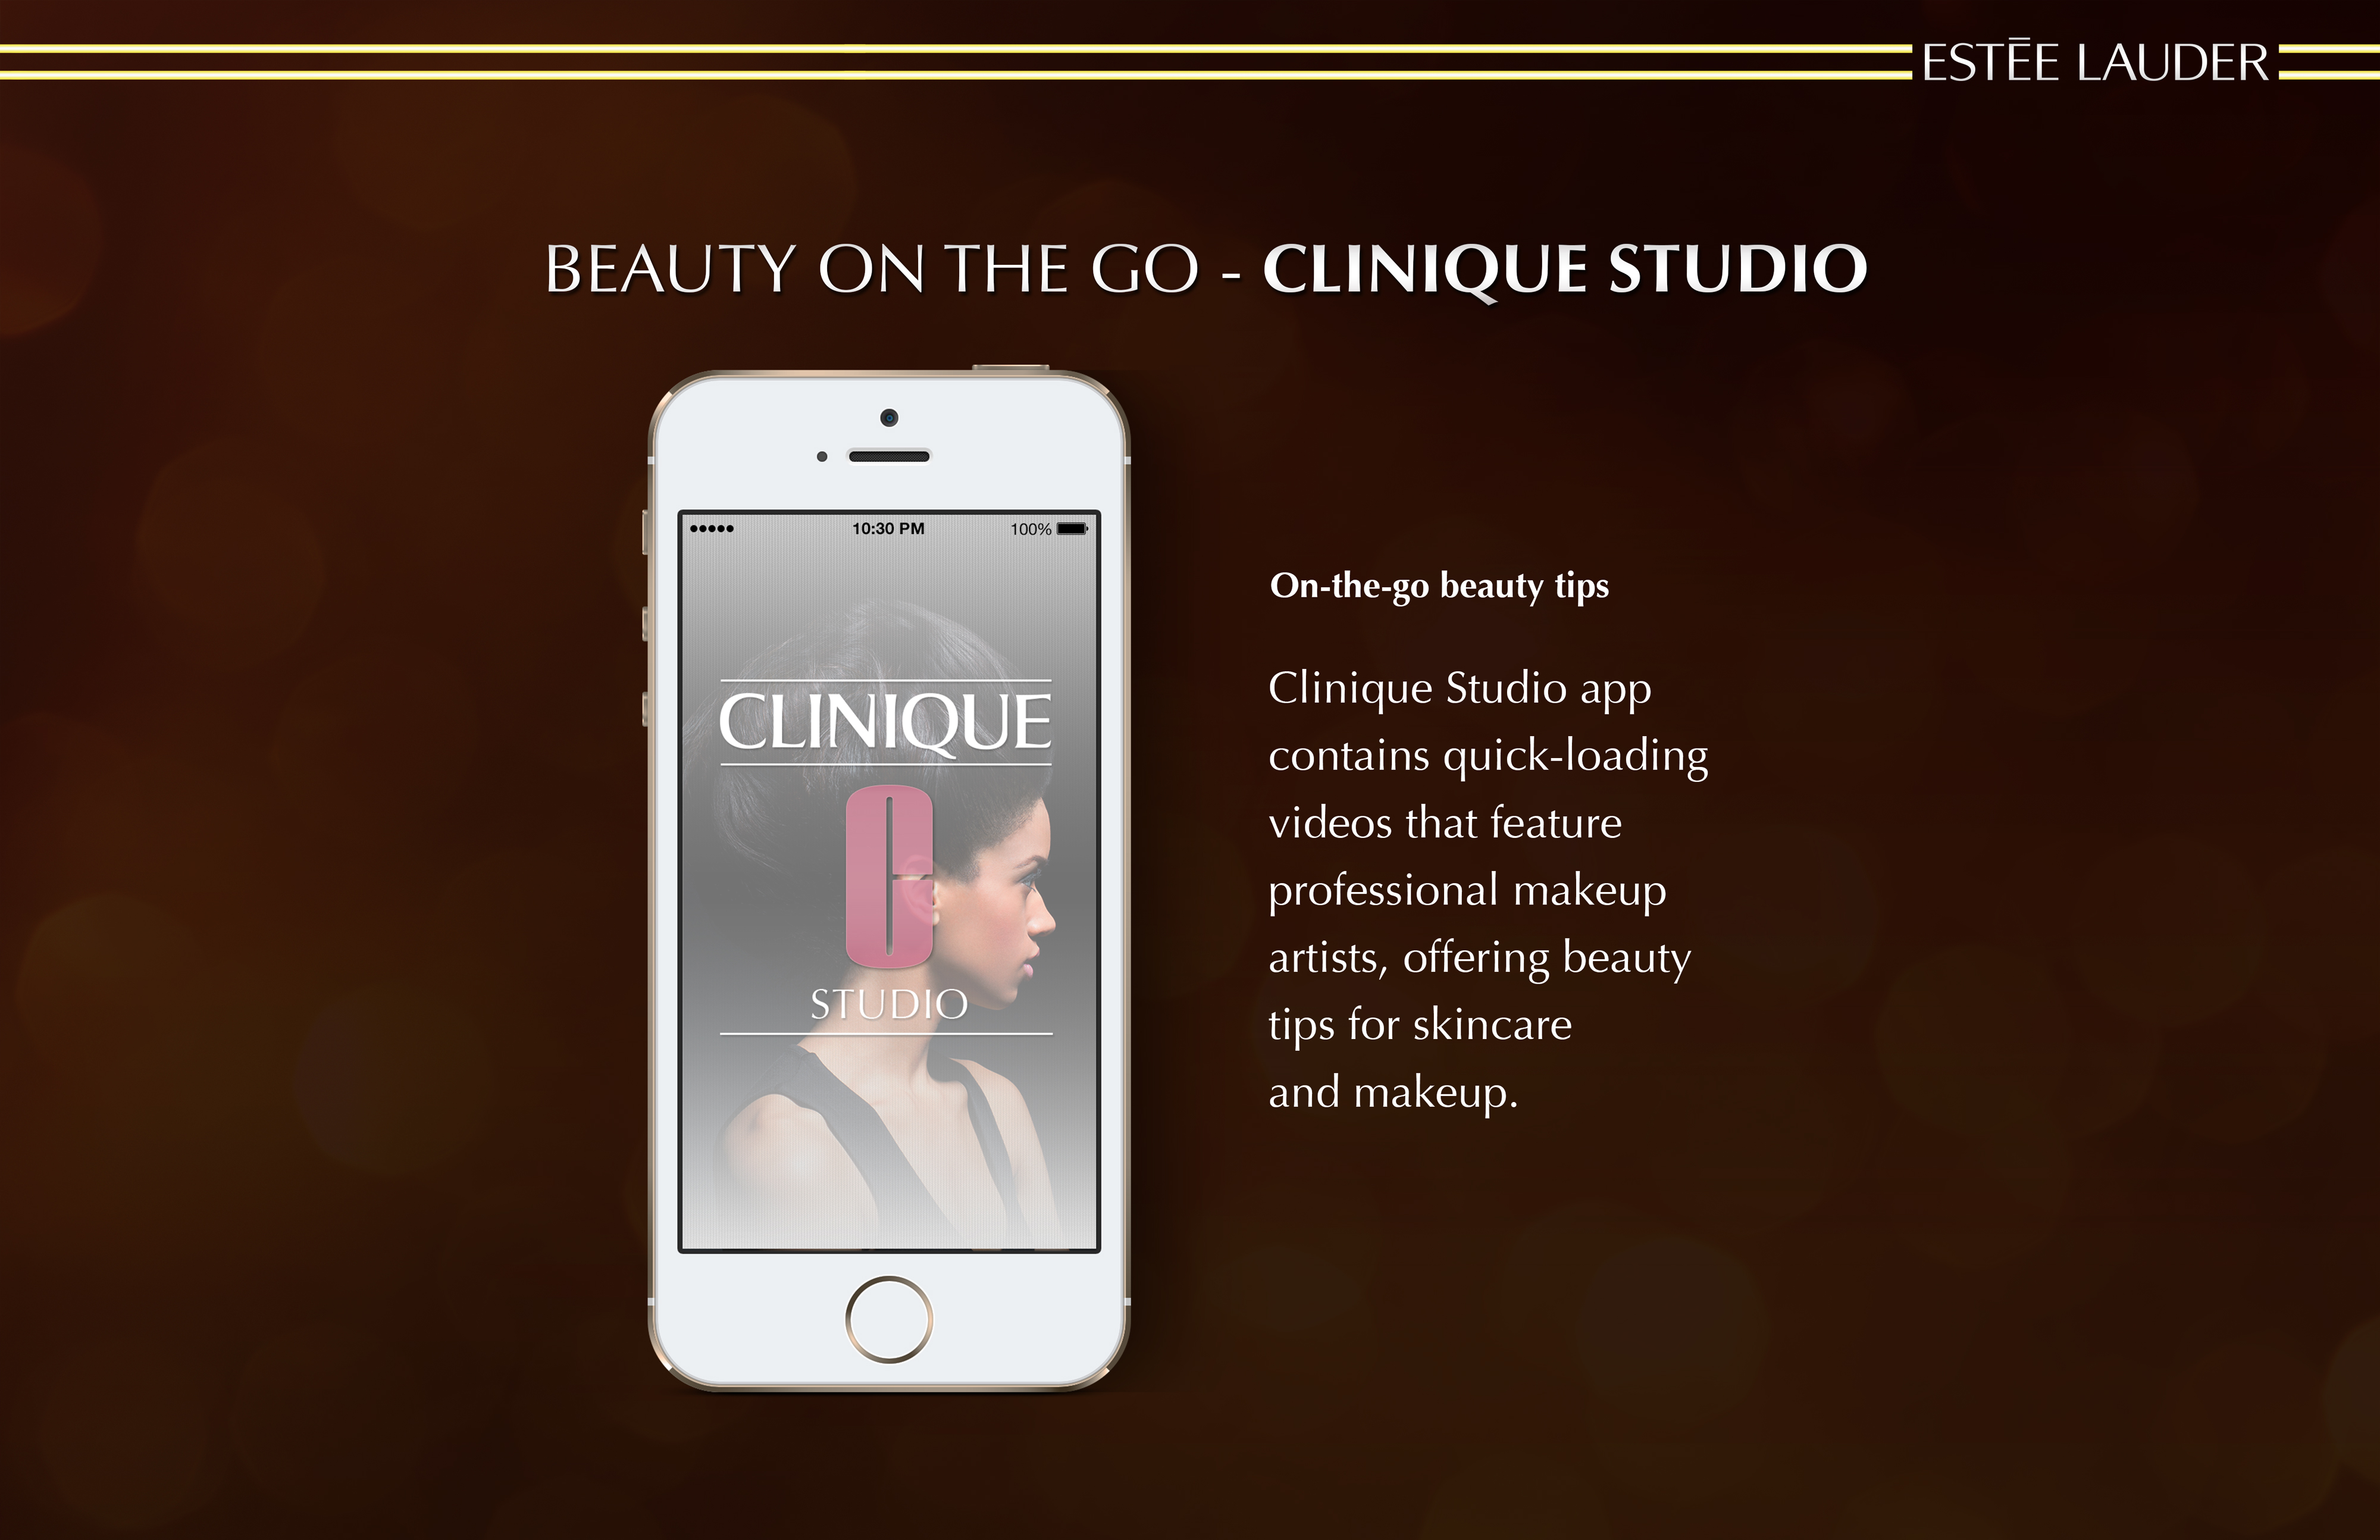 ESTĒE LAUDER
BEAUTY ON THE GO - CLINIQUE STUDIO
10:30 PM
100%
CLINIQUE
C
STUDIO
On-the-go beauty tips
Clinique Studio app
contains quick-loading
videos that feature
professional makeup
artists, offering beauty
tips for skincare
and makeup.